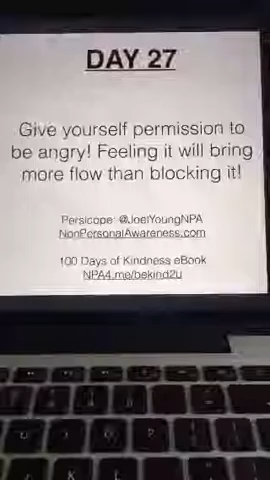 DAY 27
Give yourself permission to
be angry! Feeling it will bring
more flow than blocking it!
Persicope: @JoelYoungNPA
NonPersonalAwareness.com
100 Days of Kindness eBook
NPA4.me/bekind2u